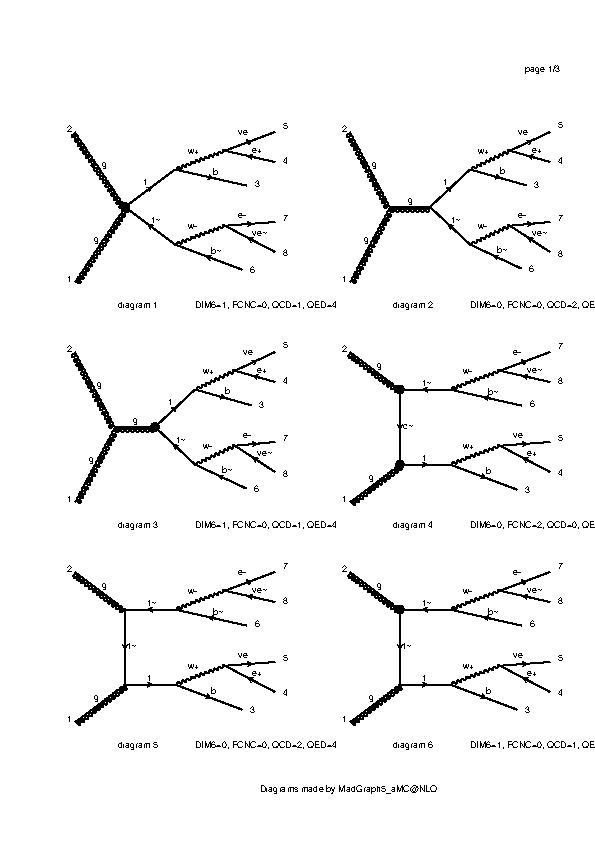 page 1/3
2
g
g
1
1
1~
w+
ve
e+
b
5
4
3
w-
e-
ve~
b~
7
8
6
diagram 1 DIM6=1, FCNC=0, QCD=1, QED=4
2
1
g
1
1~
w+
ve
e+
b
5
4
3
w-
e-
ve~
b~
7
8
6
diagram 2 DIM6=0, FCNC=0, QCD=2, QE
2
g
g
1
g
1
1~
w+
ve
e+
b
5
4
3
w-
e-
ve~
b~
7
8
6
diagram 3 DIM6=1, FCNC=0, QCD=1, QED=4
2
g
g
1
1~
1
w-
e-
ve~
b~
7
8
6
w+
ve
e+
b
5
4
3
diagram 4 DIM6=0, FCNC=2, QCD=0, QE
2
g
g
1
1~
1
w-
e-
ve~
b~
7
8
6
w+
ve
e+
b
5
4
3
diagram 5 DIM6=0, FCNC=0, QCD=2, QED=4
2
g
g
1
1~
1
w-
e-
ve~
b~
7
8
6
w+
ve
e+
b
5
4
3
diagram 6 DIM6=1, FCNC=0, QCD=1, QE
Diagrams made by MadGraph5_aMC@NLO